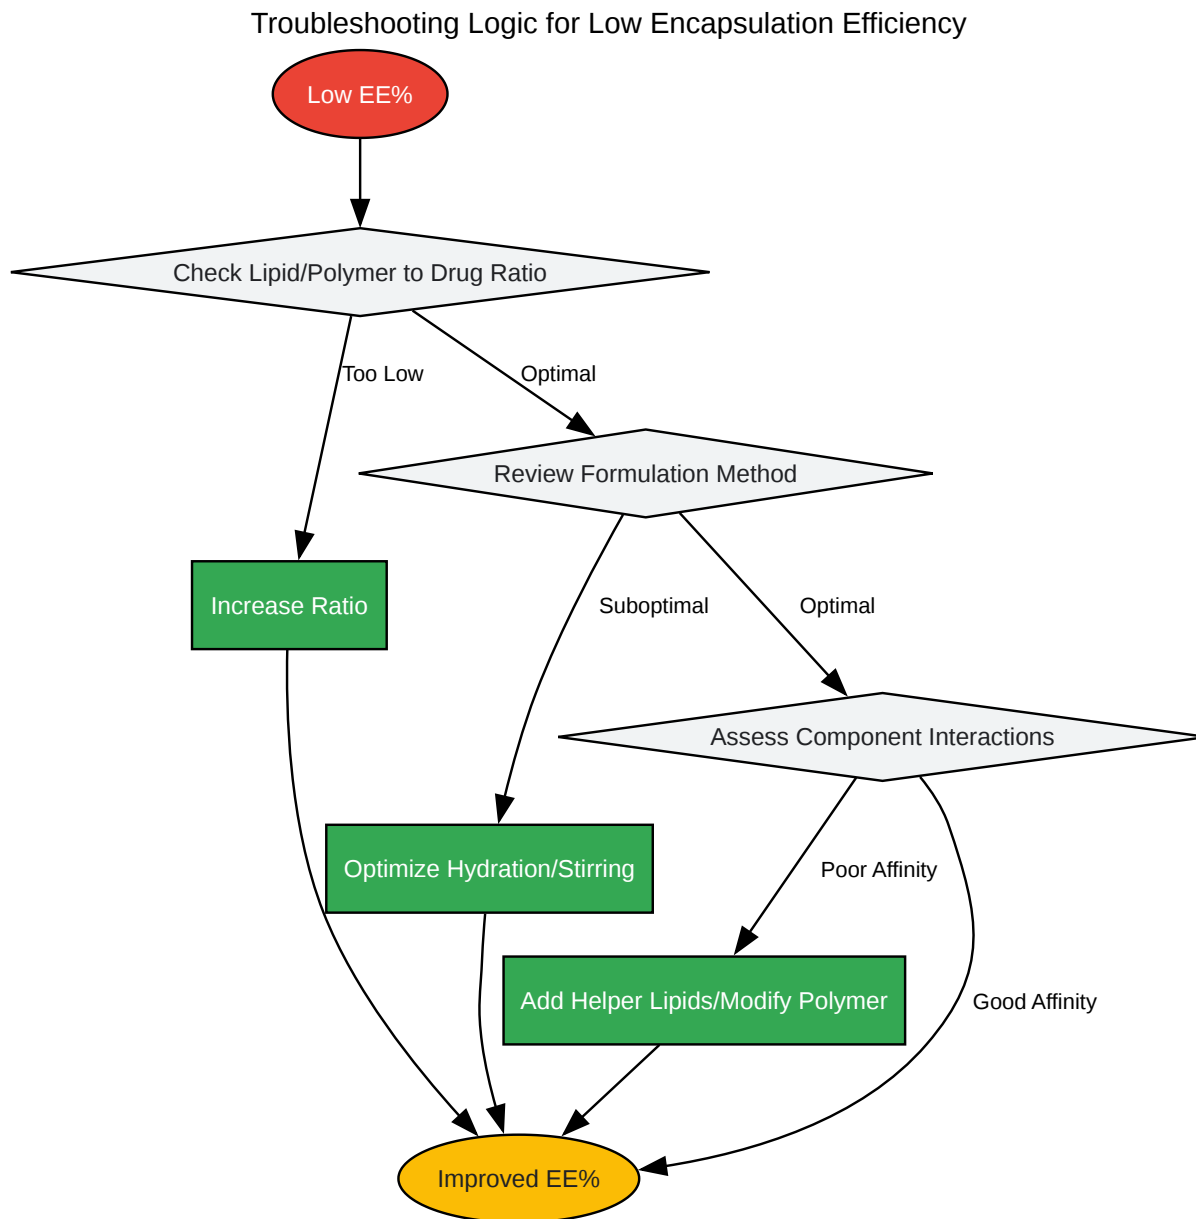 Troubleshooting Logic for Low Encapsulation Efficiency
Low EE%
Check Lipid/Polymer to Drug Ratio
Too Low
Optimal
Review Formulation Method
Increase Ratio
Suboptimal
Optimal
Assess Component Interactions
Optimize Hydration/Stirring
Poor Affinity
Add Helper Lipids/Modify Polymer
Good Affinity
Improved EE%